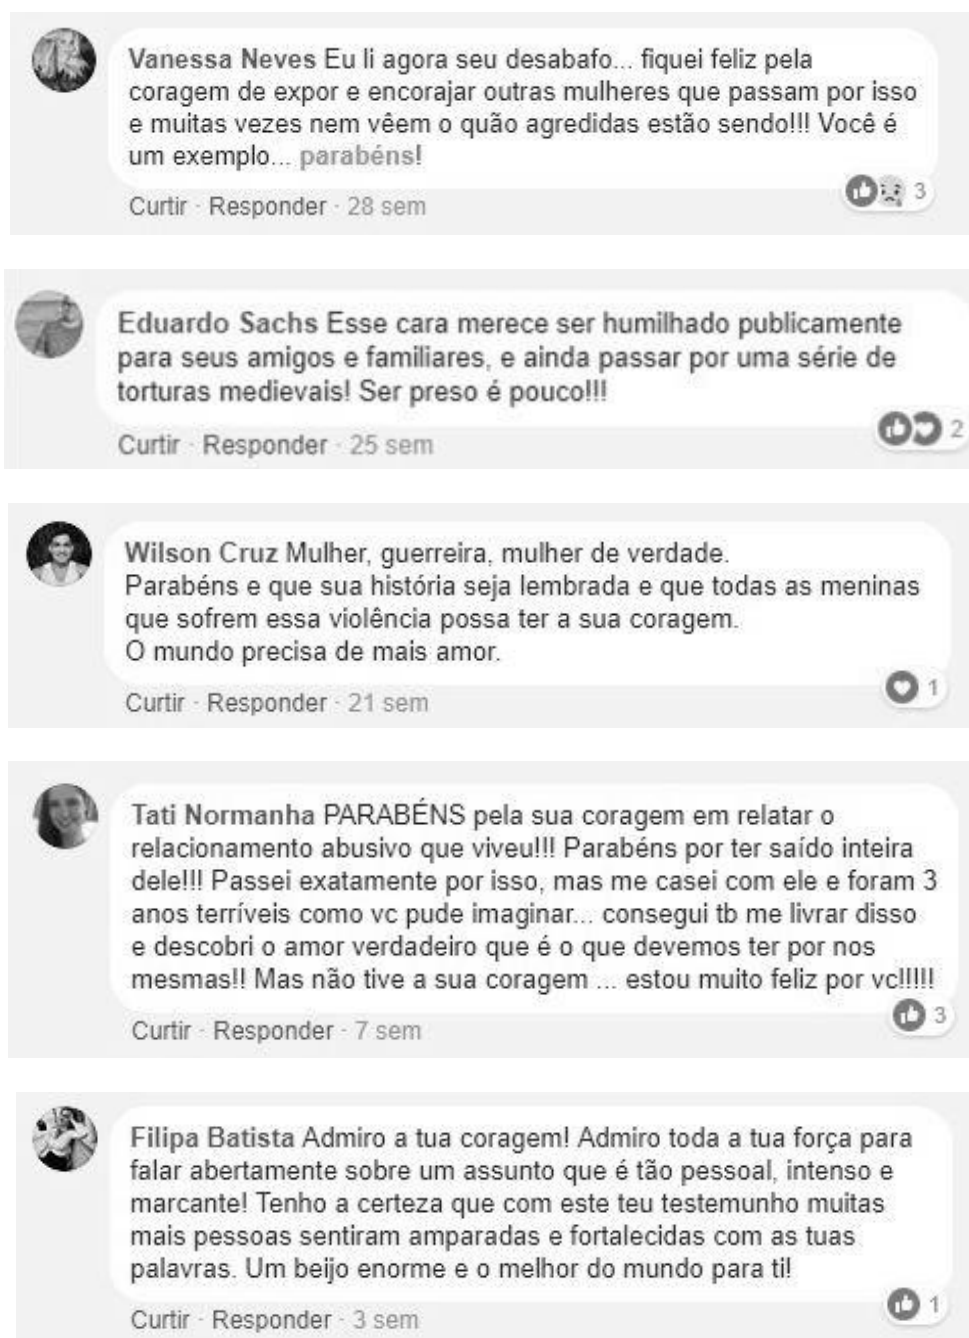 Vanessa Neves Eu li agora seu desabafo... fiquei feliz pela
coragem de expor e encorajar outras mulheres que passam por isso
e muitas vezes nem vêem o quão agredidas estão sendo!!! Você é
um exemplo... parabéns!
Curtir · Responder · 28 sem
3
Eduardo Sachs Esse cara merece ser humilhado publicamente
para seus amigos e familiares, e ainda passar por uma série de
torturas medievais! Ser preso é pouco!!!
Curtir · Responder · 25 sem
2
Wilson Cruz Mulher, guerreira, mulher de verdade.
Parabéns e que sua história seja lembrada e que todas as meninas
que sofrem essa violência possa ter a sua coragem.
O mundo precisa de mais amor.
Curtir · Responder · 21 sem
1
Tati Normanha PARABÉNS pela sua coragem em relatar o
relacionamento abusivo que viveu!!! Parabéns por ter saído inteira
dele!!! Passei exatamente por isso, mas me casei com ele e foram 3
anos terríveis como vc pude imaginar... consegui tb me livrar disso
e descobri o amor verdadeiro que é o que devemos ter por nos
mesmas!! Mas não tive a sua coragem ... estou muito feliz por vc!!!!!
Curtir · Responder · 7 sem
3
Filipa Batista Admiro a tua coragem! Admiro toda a tua força para
falar abertamente sobre um assunto que é tão pessoal, intenso e
marcante! Tenho a certeza que com este teu testemunho muitas
mais pessoas sentiram amparadas e fortalecidas com as tuas
palavras. Um beijo enorme e o melhor do mundo para ti!
Curtir · Responder · 3 sem
1